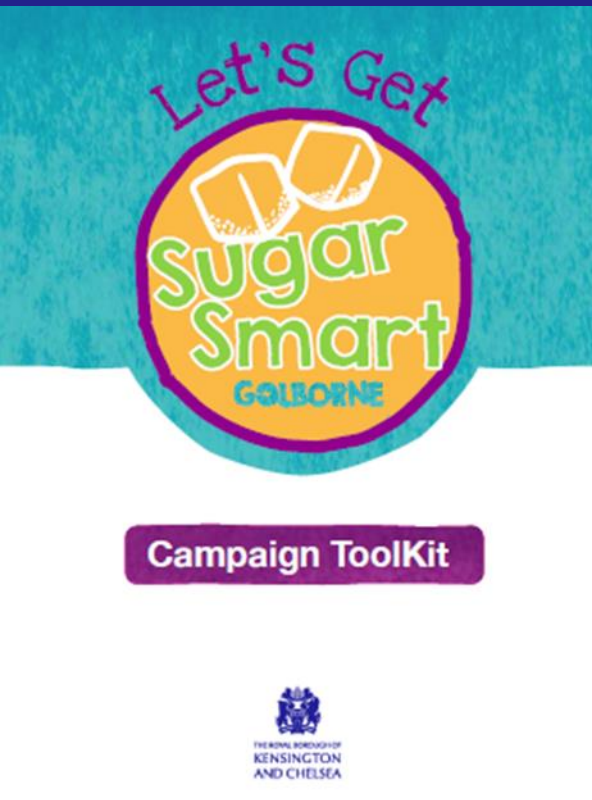 Let's Get
Sugar
Smart
GOLBORNE
Campaign ToolKit
THE ROYAL BOROUGH OF
KENSINGTON
AND CHELSEA